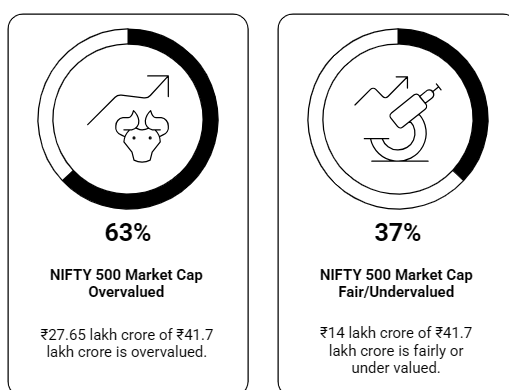 63%
NIFTY 500 Market Cap
Overvalued
₹27.65 lakh crore of ₹41.7
lakh crore is overvalued.
37%
NIFTY 500 Market Cap
Fair/Undervalued
₹14 lakh crore of ₹41.7
lakh crore is fairly or
under valued.